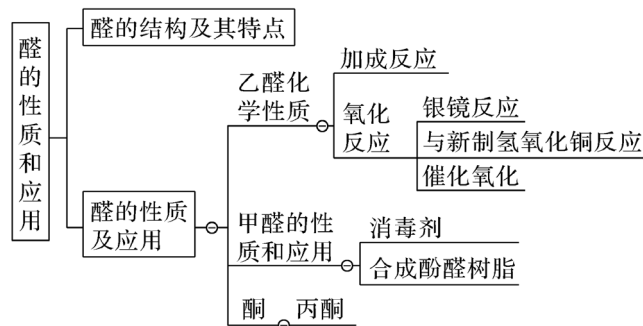 醛的性质和应用
醛的结构及其特点
醛的性质
及应用
乙醛化
学性质
加成反应
氧化
反应
银镜反应
与新制氢氧化铜反应
催化氧化
甲醛的性
质和应用
消毒剂
合成酚醛树脂
酮
丙酮